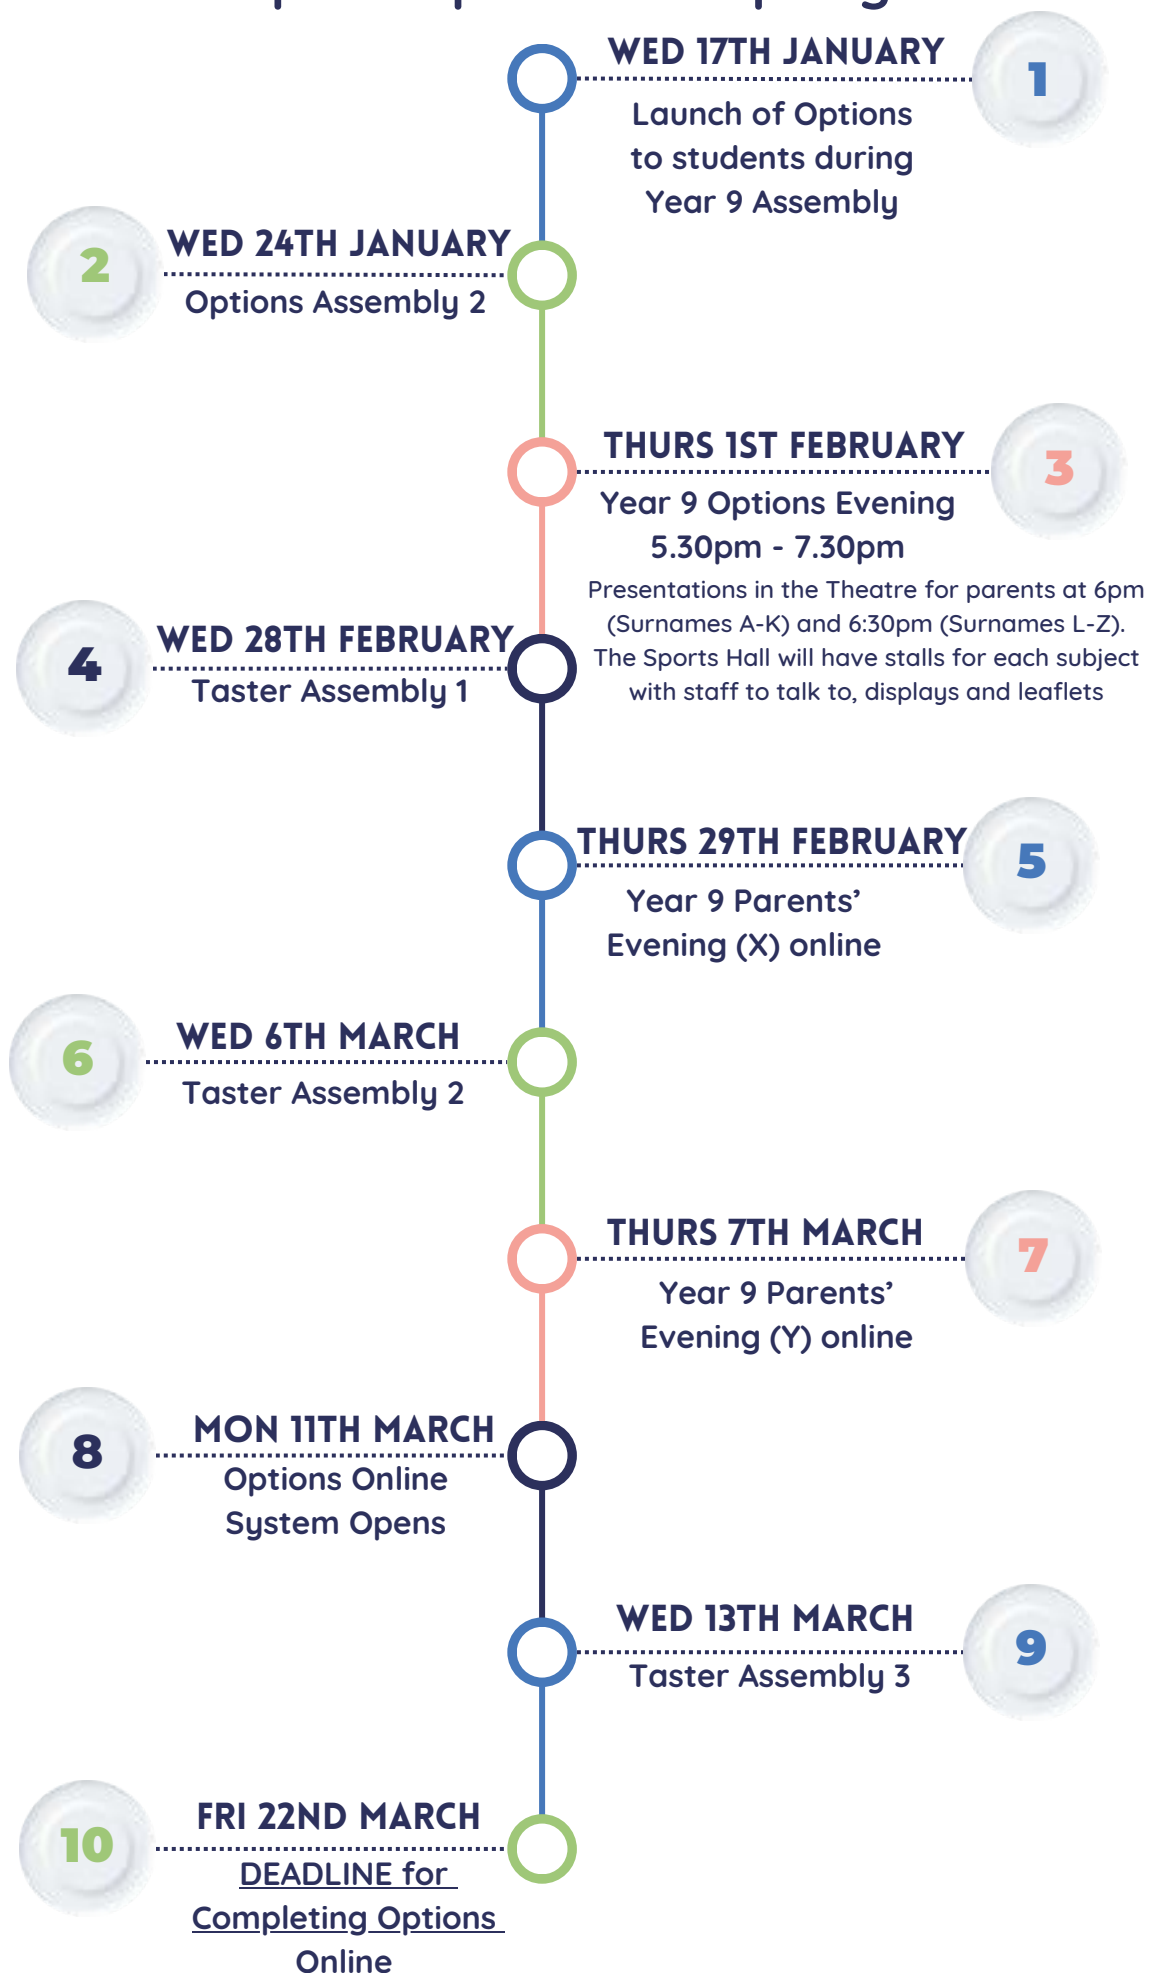 WED 17TH JANUARY
1
Launch of Options
to students during
Year 9 Assembly
2
WED 24TH JANUARY
Options Assembly 2
THURS 1ST FEBRUARY
3
Year 9 Options Evening
5.30pm - 7.30pm
Presentations in the Theatre for parents at 6pm
(Surnames A-K) and 6:30pm (Surnames L-Z).
The Sports Hall will have stalls for each subject
with staff to talk to, displays and leaflets
4
WED 28TH FEBRUARY
Taster Assembly 1
THURS 29TH FEBRUARY
5
Year 9 Parents’
Evening (X) online
6
WED 6TH MARCH
Taster Assembly 2
THURS 7TH MARCH
7
Year 9 Parents’
Evening (Y) online
8
MON 11TH MARCH
Options Online
System Opens
WED 13TH MARCH
9
Taster Assembly 3
10
FRI 22ND MARCH
DEADLINE for
Completing Options
Online